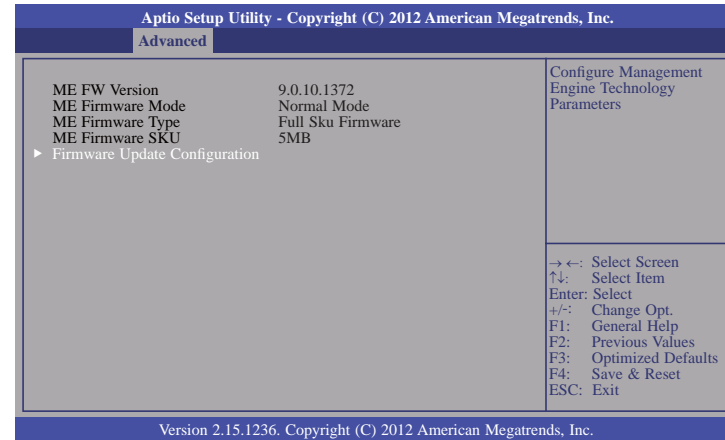 Aptio Setup Utility - Copyright (C) 2012 American Megatrends, Inc.
Advanced
ME FW Version 9.0.10.1372
ME Firmware Mode Normal Mode
ME Firmware Type Full Sku Firmware
ME Firmware SKU 5MB
► Firmware Update Configuration
Configure Management
Engine Technology
Parameters
→ ←: Select Screen
↑↓: Select Item
Enter: Select
+/-: Change Opt.
F1: General Help
F2: Previous Values
F3: Optimized Defaults
F4: Save & Reset
ESC: Exit
Version 2.15.1236. Copyright (C) 2012 American Megatrends, Inc.